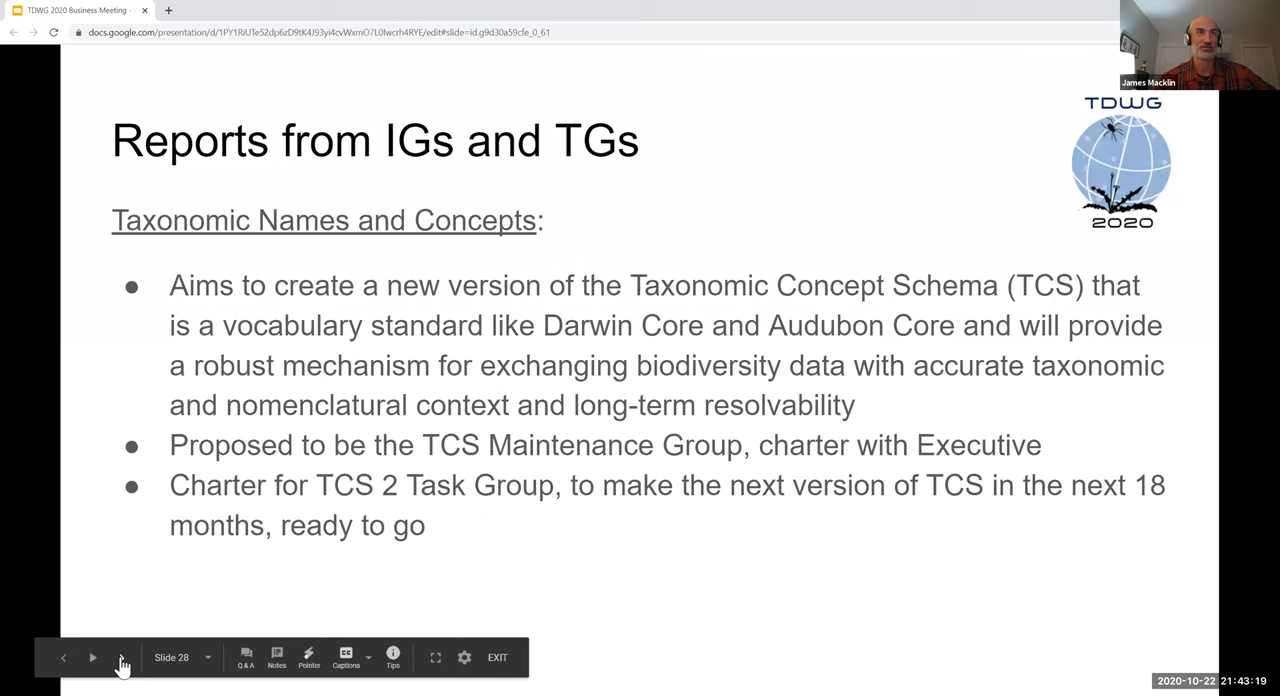 TDWG 2020 Business Meeting -
docs.google.com/presentation/d/1PY1RiUTe52dp6zD9tK4J93yi4cvWxmO7L0lwcrh4RYE/edit#slide=id.g9d30a59cfe_0_61
James Macklin
TDWG
2020
Reports from IGs and TGs
Taxonomic Names and Concepts:
● Aims to create a new version of the Taxonomic Concept Schema (TCS) that
is a vocabulary standard like Darwin Core and Audubon Core and will provide
a robust mechanism for exchanging biodiversity data with accurate taxonomic
and nomenclatural context and long-term resolvability
● Proposed to be the TCS Maintenance Group, charter with Executive
● Charter for TCS 2 Task Group, to make the next version of TCS in the next 18
months, ready to go
Slide 28
Q&A Notes Pointer Captions Tips EXIT
2020-10-22 21:43:19